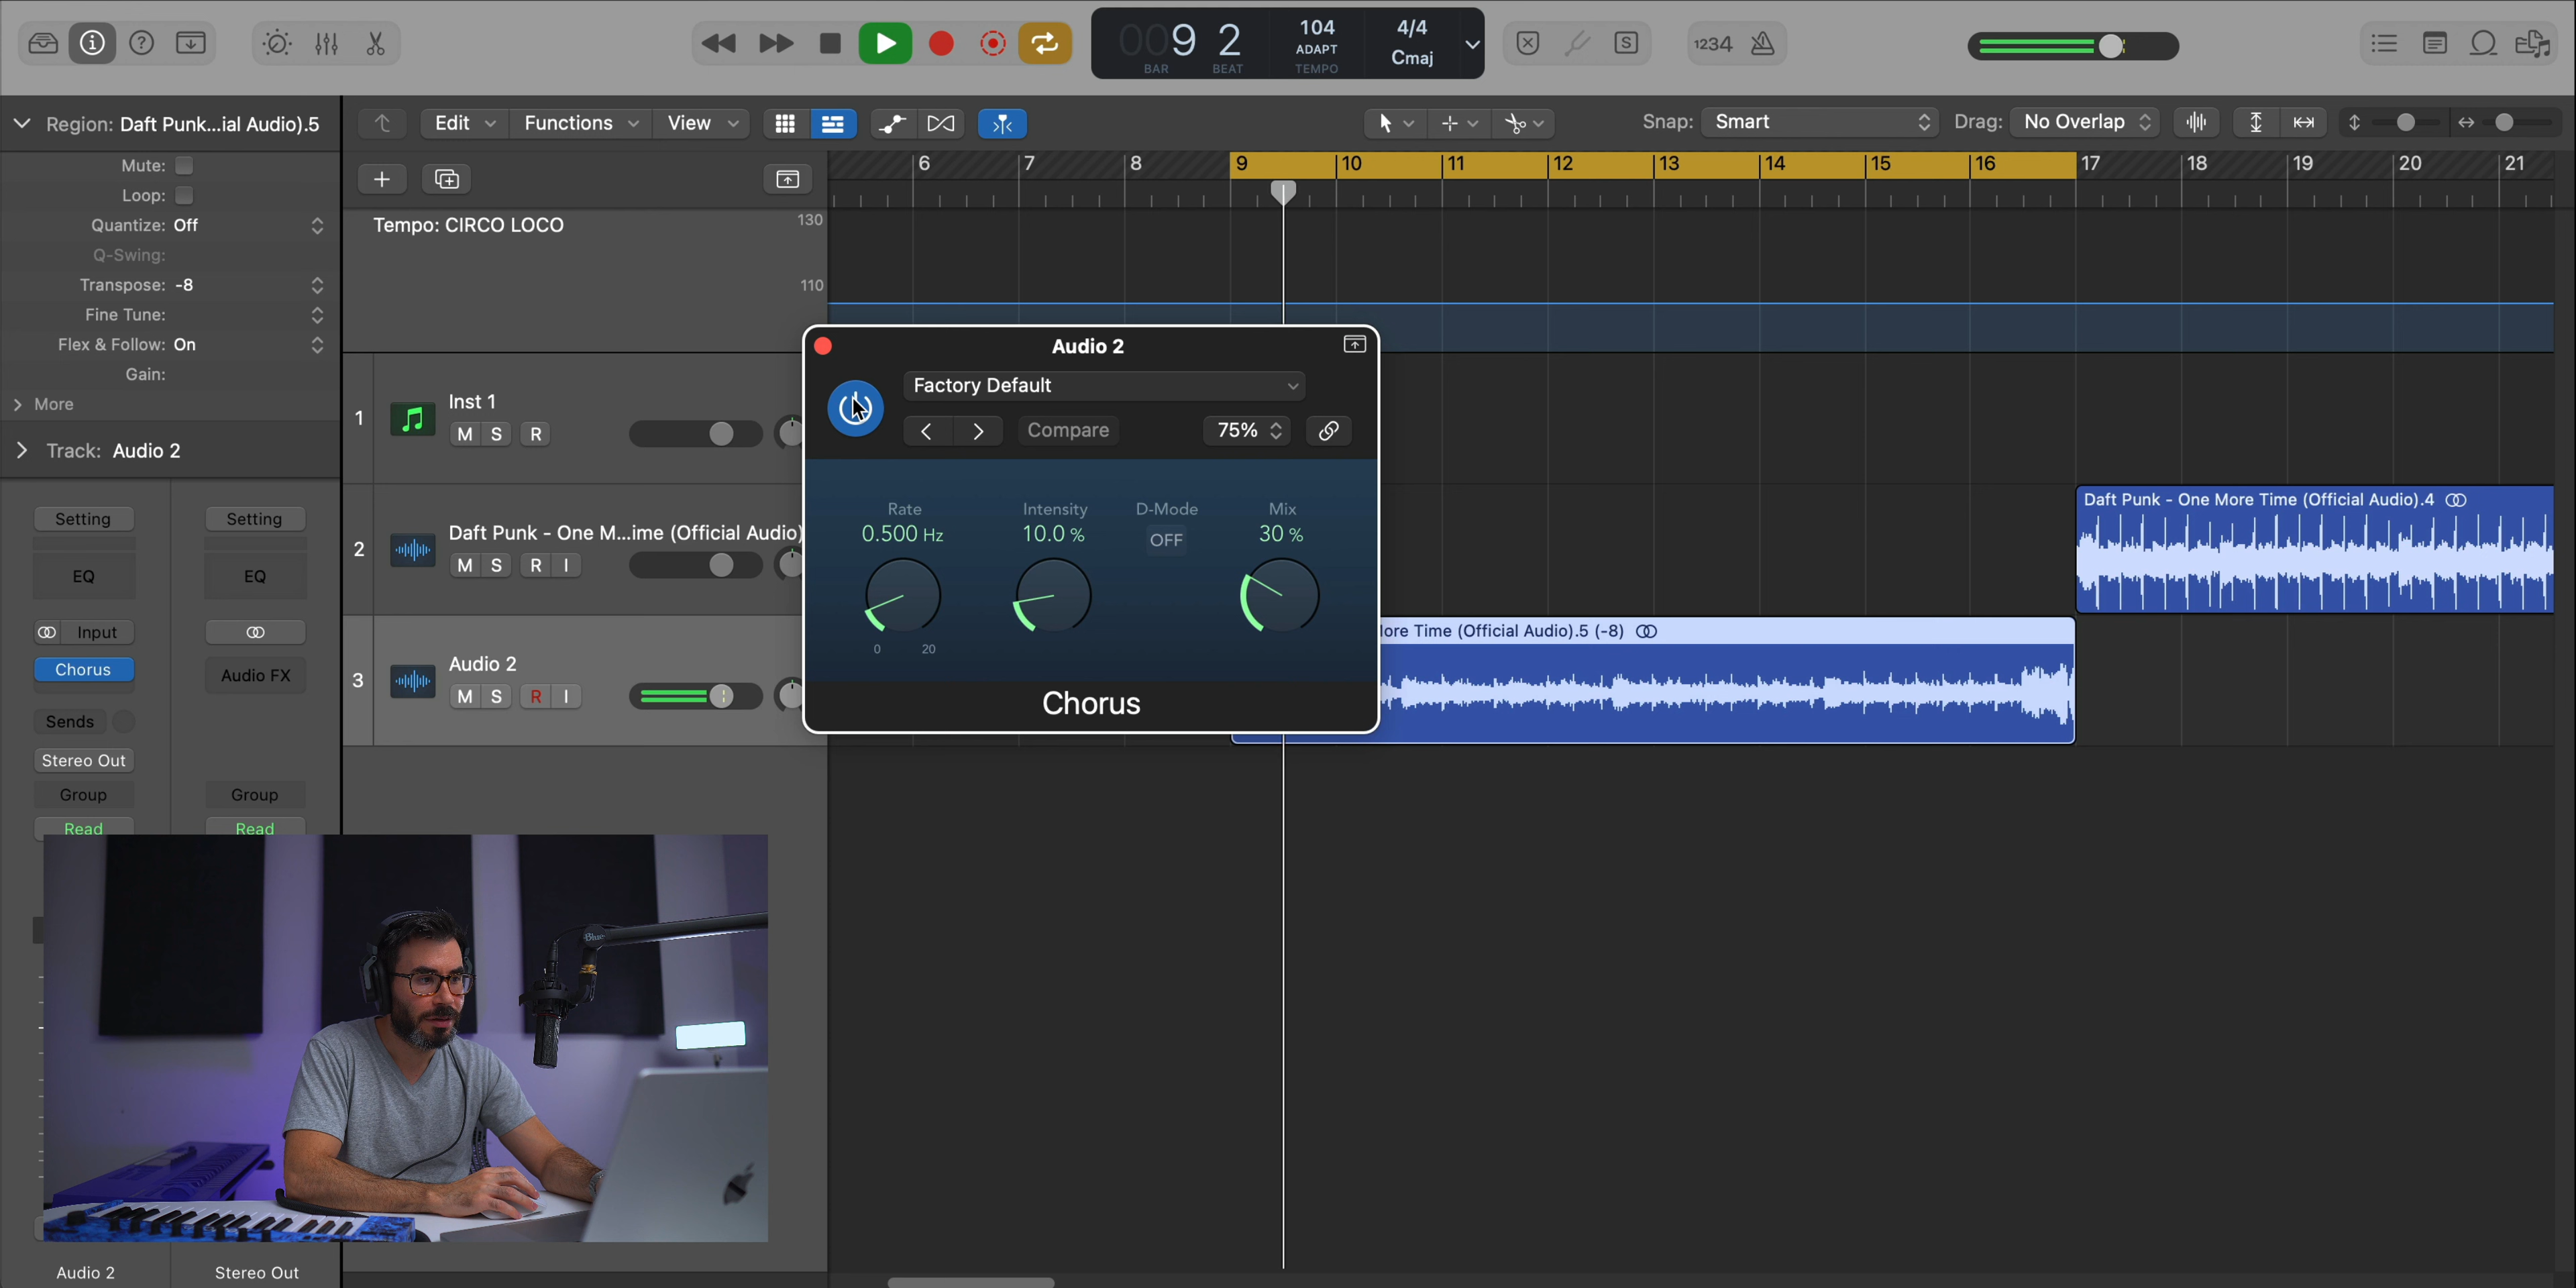 009 2
BAR BEAT
104
ADAPT
TEMPO
4/4
Cmaj
S
1234
Region: Daft Punk...ial Audio).5
Edit
Functions
View
Snap: Smart
Drag: No Overlap
Mute:
Loop:
Quantize: Off
Q-Swing:
Transpose: -8
Fine Tune:
Flex & Follow: On
Gain:
More
Track: Audio 2
6 7 8 9 10 11 12 13 14 15 16 17 18 19 20 21
Tempo: CIRCO LOCO
130
110
1
Inst 1
M S R
2
Daft Punk - One M...ime (Official Audio)
M S R I
3
Audio 2
M S R I
Audio 2
Factory Default
Compare
75%
Rate
0.500 Hz
0 20
Intensity
10.0 %
D-Mode
OFF
Mix
30 %
Chorus
Daft Punk - One More Time (Official Audio).4
ore Time (Official Audio).5 (-8)
Setting Setting
EQ EQ
Input
Chorus
Audio FX
Sends
Stereo Out
Group Group
Read Read
Blue
Audio 2 Stereo Out